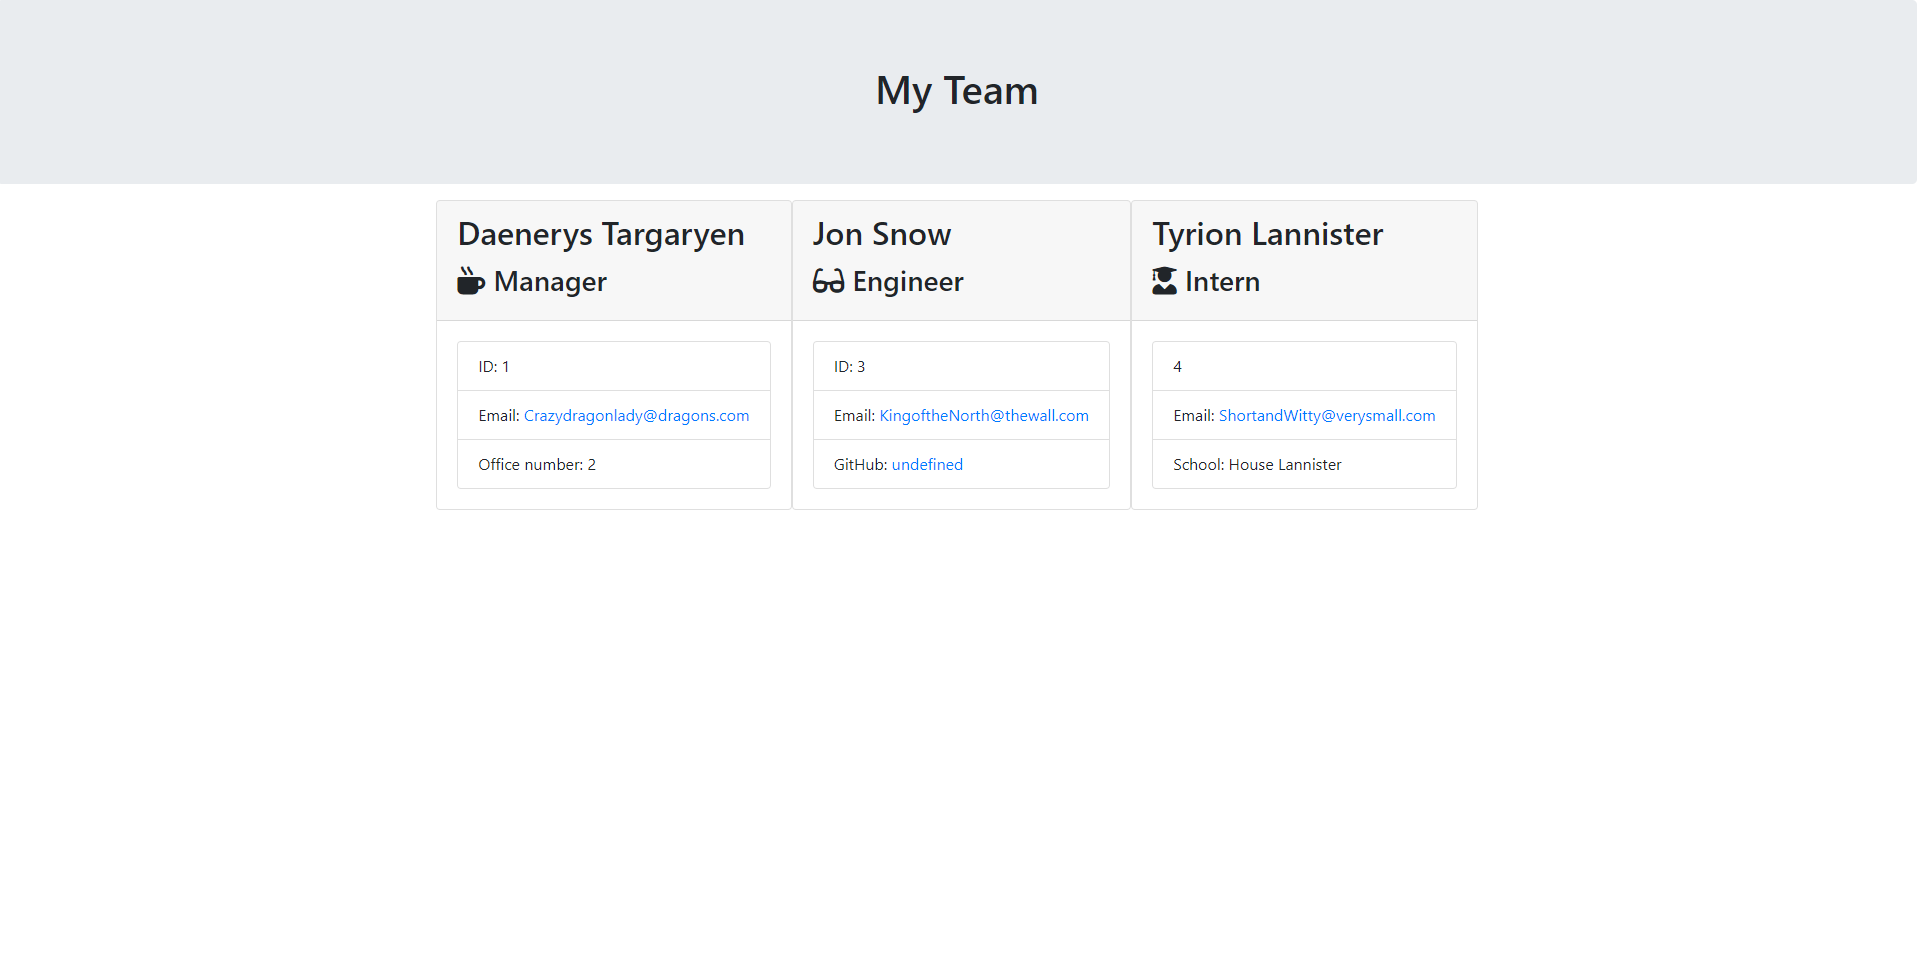 My Team
Daenerys Targaryen
Manager
ID: 1
Email: Crazydragonlady@dragons.com
Office number: 2
Jon Snow
Engineer
ID: 3
Email: KingoftheNorth@thewall.com
GitHub: undefined
Tyrion Lannister
Intern
4
Email: ShortandWitty@verysmall.com
School: House Lannister